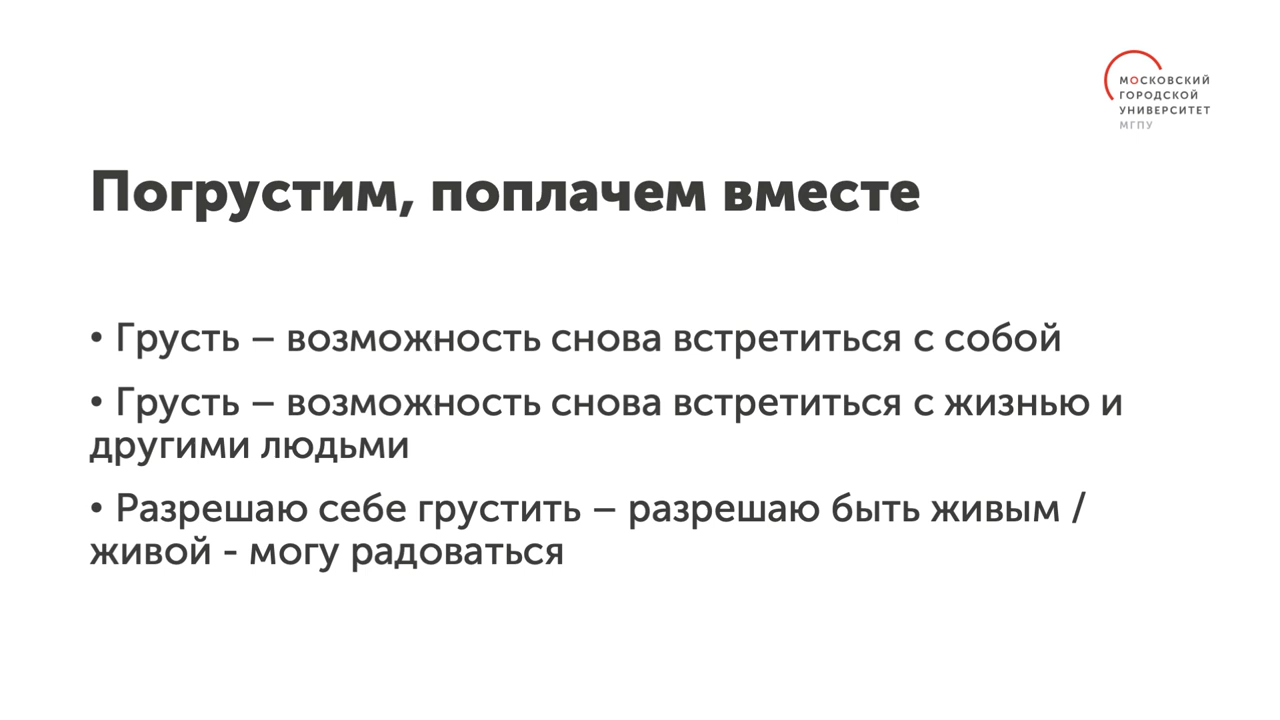 МОСКОВСКИЙ
ГОРОДСКОЙ
УНИВЕРСИТЕТ
МГПУ
Погрустим, поплачем вместе
• Грусть – возможность снова встретиться с собой
• Грусть – возможность снова встретиться с жизнью и
другими людьми
• Разрешаю себе грустить – разрешаю быть живым /
живой - могу радоваться